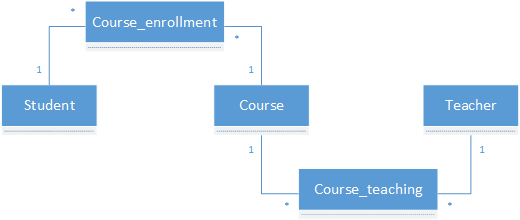 Course_enrollment
*
*
1
1
Student
Course
Teacher
1
1
Course_teaching
*
*